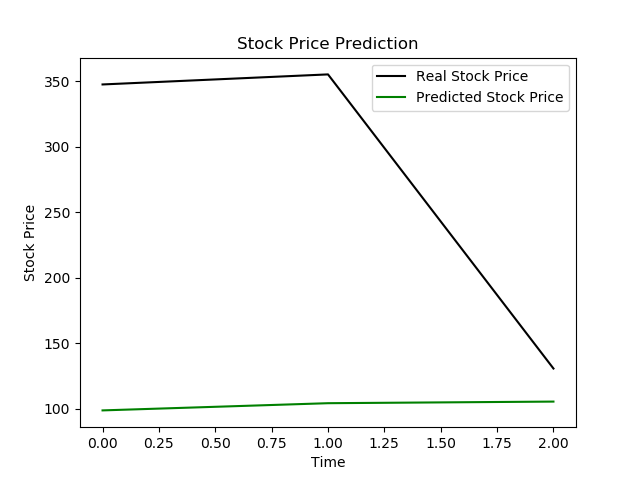 Stock Price Prediction
Real Stock Price
Predicted Stock Price
350
300
250
200
150
100
Stock Price
0.00 0.25 0.50 0.75 1.00 1.25 1.50 1.75 2.00
Time